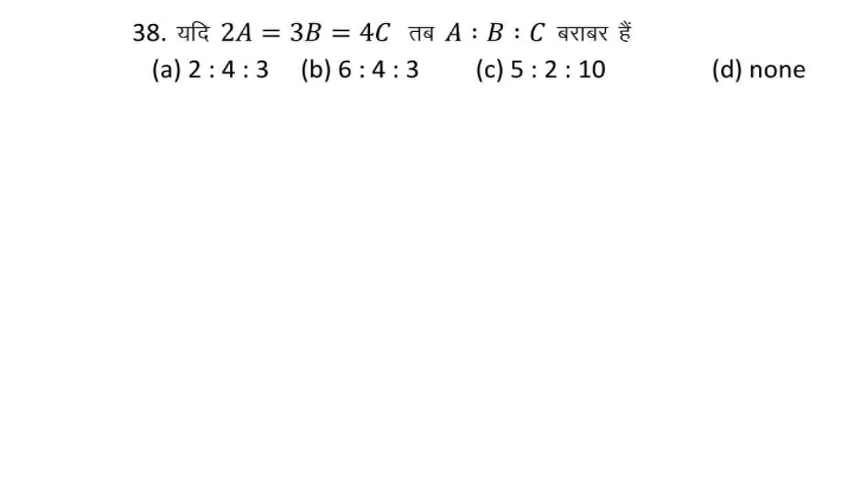 38. यदि 2A = 3B = 4C तब A : B : C बराबर हैं
(a) 2 : 4 : 3 (b) 6 : 4 : 3 (c) 5 : 2 : 10 (d) none